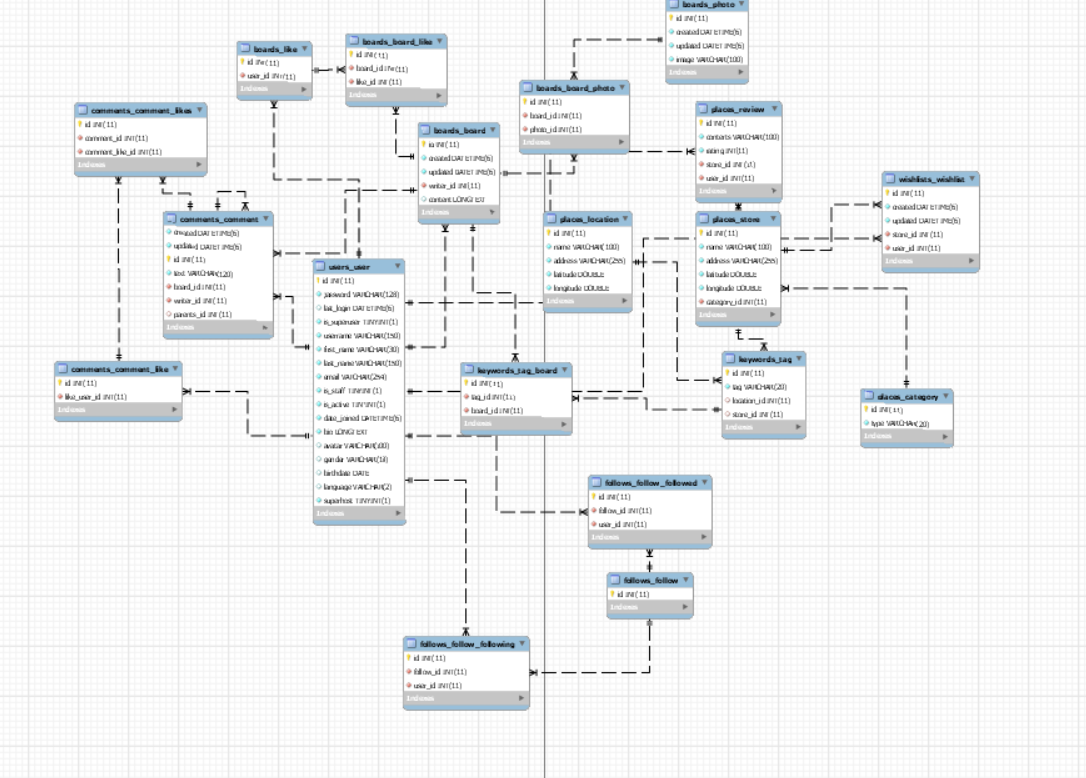 boards_photo
id INT(11)
created DATETIME(6)
updated DATETIME(6)
image VARCHAR(100)
Indexes
boards_like
id INT(11)
user_id INT(11)
Indexes
boards_board_like
id INT(11)
board_id INT(11)
like_id INT(11)
Indexes
boards_board_photo
id INT(11)
board_id INT(11)
photo_id INT(11)
Indexes
comments_comment_likes
id INT(11)
comment_id INT(11)
comment_like_id INT(11)
Indexes
boards_board
id INT(11)
created DATETIME(6)
updated DATETIME(6)
writer_id INT(11)
content LONGTEXT
Indexes
places_review
id INT(11)
contents VARCHAR(100)
rating INT(11)
store_id INT(11)
user_id INT(11)
Indexes
wishlists_wishlist
id INT(11)
created DATETIME(6)
updated DATETIME(6)
store_id INT(11)
user_id INT(11)
Indexes
comments_comment
created DATETIME(6)
updated DATETIME(6)
id INT(11)
text VARCHAR(120)
board_id INT(11)
writer_id INT(11)
parents_id INT(11)
Indexes
places_location
id INT(11)
name VARCHAR(100)
address VARCHAR(255)
latitude DOUBLE
longitude DOUBLE
Indexes
places_store
id INT(11)
name VARCHAR(100)
address VARCHAR(255)
latitude DOUBLE
longitude DOUBLE
category_id INT(11)
Indexes
users_user
id INT(11)
password VARCHAR(128)
last_login DATETIME(6)
is_superuser TINYINT(1)
username VARCHAR(150)
first_name VARCHAR(30)
last_name VARCHAR(150)
email VARCHAR(254)
is_staff TINYINT(1)
is_active TINYINT(1)
date_joined DATETIME(6)
bio LONGTEXT
avatar VARCHAR(100)
gender VARCHAR
birthdate DATE
language VARCHAR(2)
superhost TINYINT(1)
Indexes
comments_comment_like
id INT(11)
like_user_id INT(11)
Indexes
keywords_tag_board
id INT(11)
tag_id INT(11)
board_id INT(11)
Indexes
keywords_tag
id INT(11)
tag VARCHAR(20)
location_id INT(11)
store_id INT(11)
Indexes
places_category
id INT(11)
type VARCHAR(20)
Indexes
follows_follow_followed
id INT(11)
follow_id INT(11)
user_id INT(11)
Indexes
follows_follow
id INT(11)
Indexes
follows_follow_following
id INT(11)
follow_id INT(11)
user_id INT(11)
Indexes